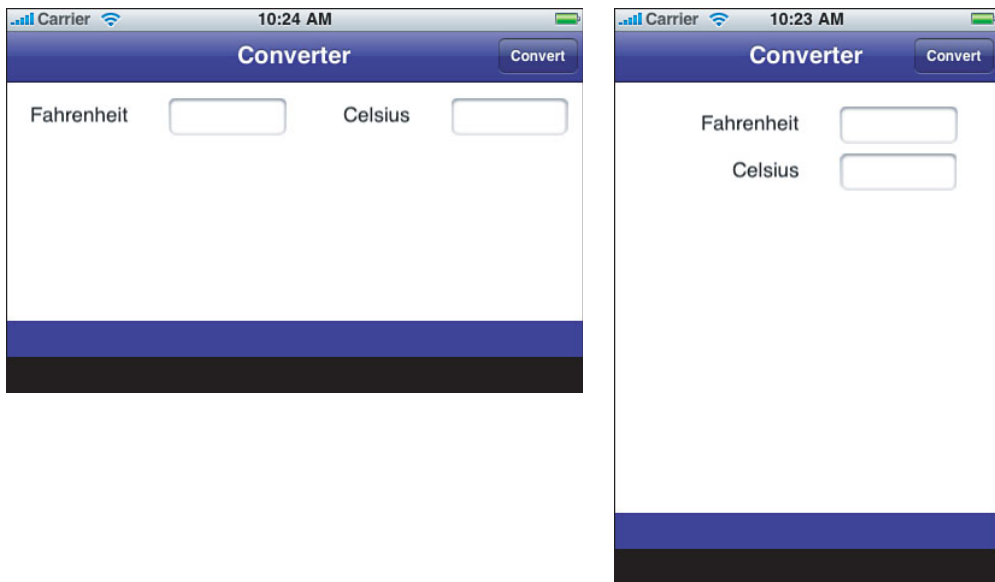 Carrier 10:24 AM
Converter Convert
Fahrenheit Celsius
Carrier 10:23 AM
Converter Convert
Fahrenheit
Celsius